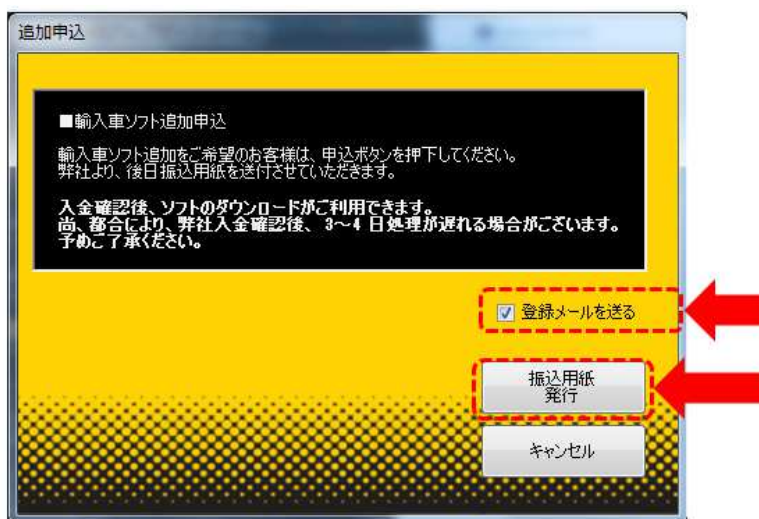 追加申込
■輸入車ソフト追加申込
輸入車ソフト追加をご希望のお客様は、申込ボタンを押下してください。
弊社より、後日振込用紙を送付させていただきます。
入金確認後、ソフトのダウンロードがご利用できます。
尚、都合により、弊社入金確認後、3～4 日処理が遅れる場合がございます。
予めご了承ください。
登録メールを送る
振込用紙
発行
キャンセル